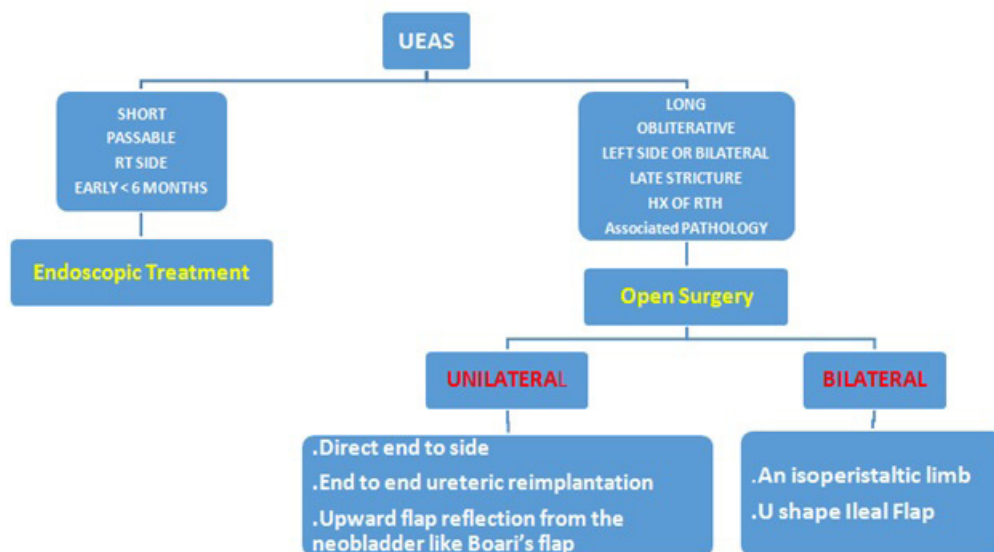 UEAS
SHORT
PASSABLE
RT SIDE
EARLY < 6 MONTHS
LONG
OBLITERATIVE
LEFT SIDE OR BILATERAL
LATE STRICTURE
HX OF RTH
Associated PATHOLOGY
Endoscopic Treatment
Open Surgery
UNILATERAL
BILATERAL
.Direct end to side
.End to end ureteric reimplantation
.Upward flap reflection from the
neobladder like Boari's flap
.An isoperistaltic limb
.U shape Ileal Flap